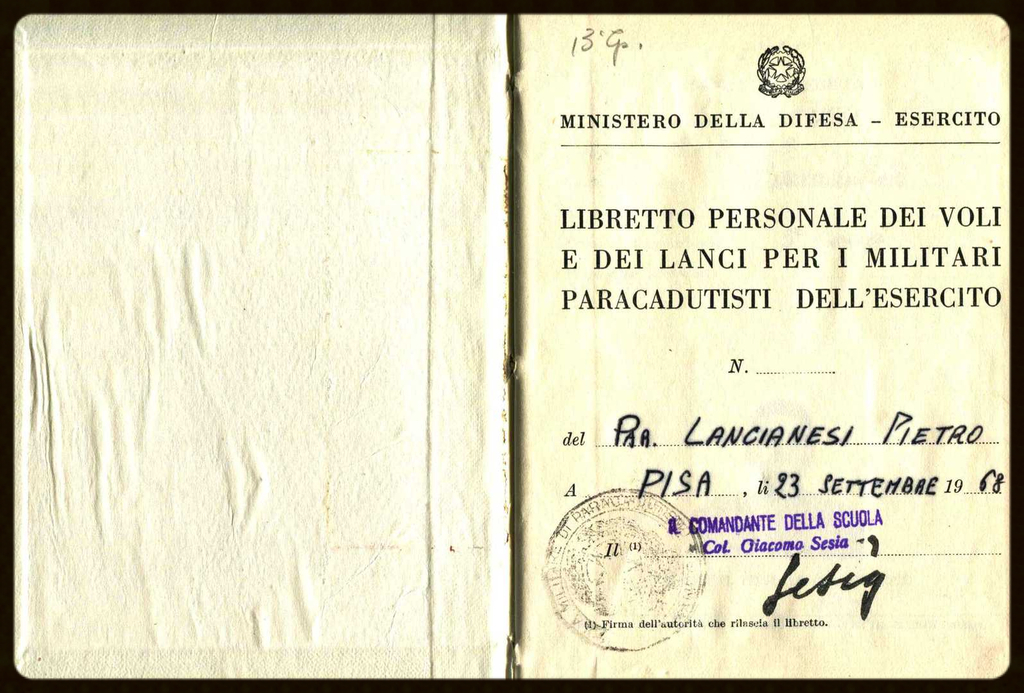 13° Cp.
MINISTERO DELLA DIFESA - ESERCITO
LIBRETTO PERSONALE DEI VOLI
E DEI LANCI PER I MILITARI
PARACADUTISTI DELL'ESERCITO
N.
del PAR. LANCIANESI PIETRO
A PISA, li 23 SETTEMBRE 1968
IL COMANDANTE DELLA SCUOLA
Il (1) Col. Giacomo Sesia
Sesia
(1) Firma dell'autorità che rilascia il libretto.